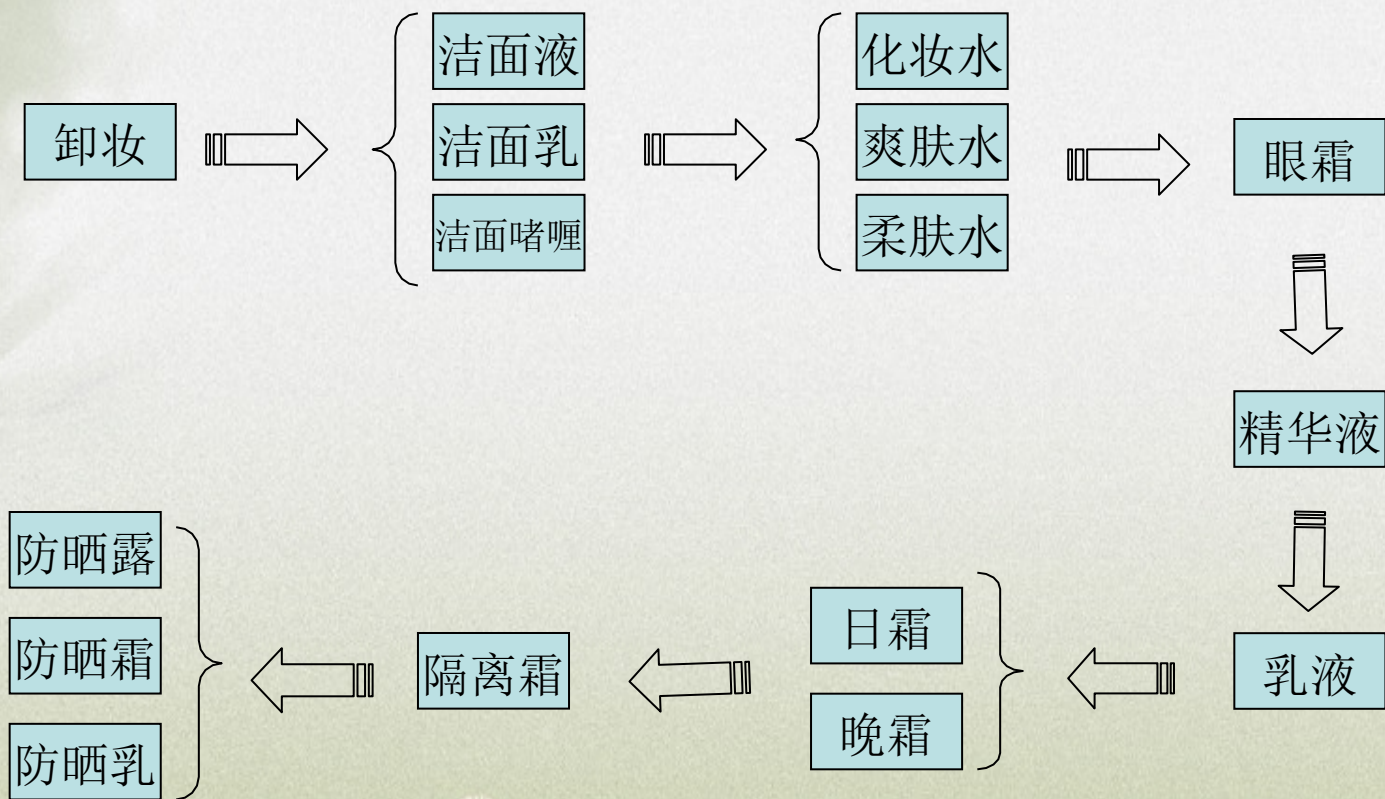 卸妆
洁面液
洁面乳
洁面啫喱
化妆水
爽肤水
柔肤水
眼霜
精华液
乳液
日霜
晚霜
隔离霜
防晒露
防晒霜
防晒乳